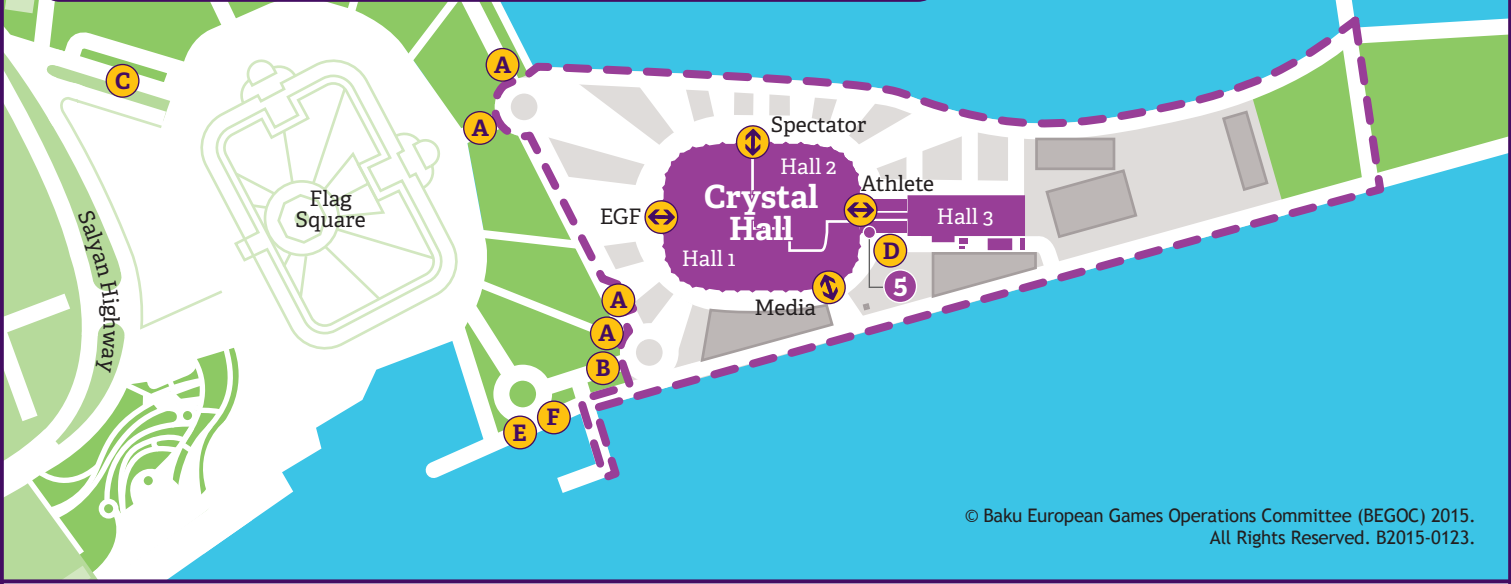 A
C
A
Spectator
Hall 2
Athlete
Crystal
Hall
EGF
Hall 3
Flag
Square
Salyan Highway
Hall 1
D
5
A
Media
A
B
F
E
© Baku European Games Operations Committee (BEGOC) 2015.
All Rights Reserved. B2015-0123.